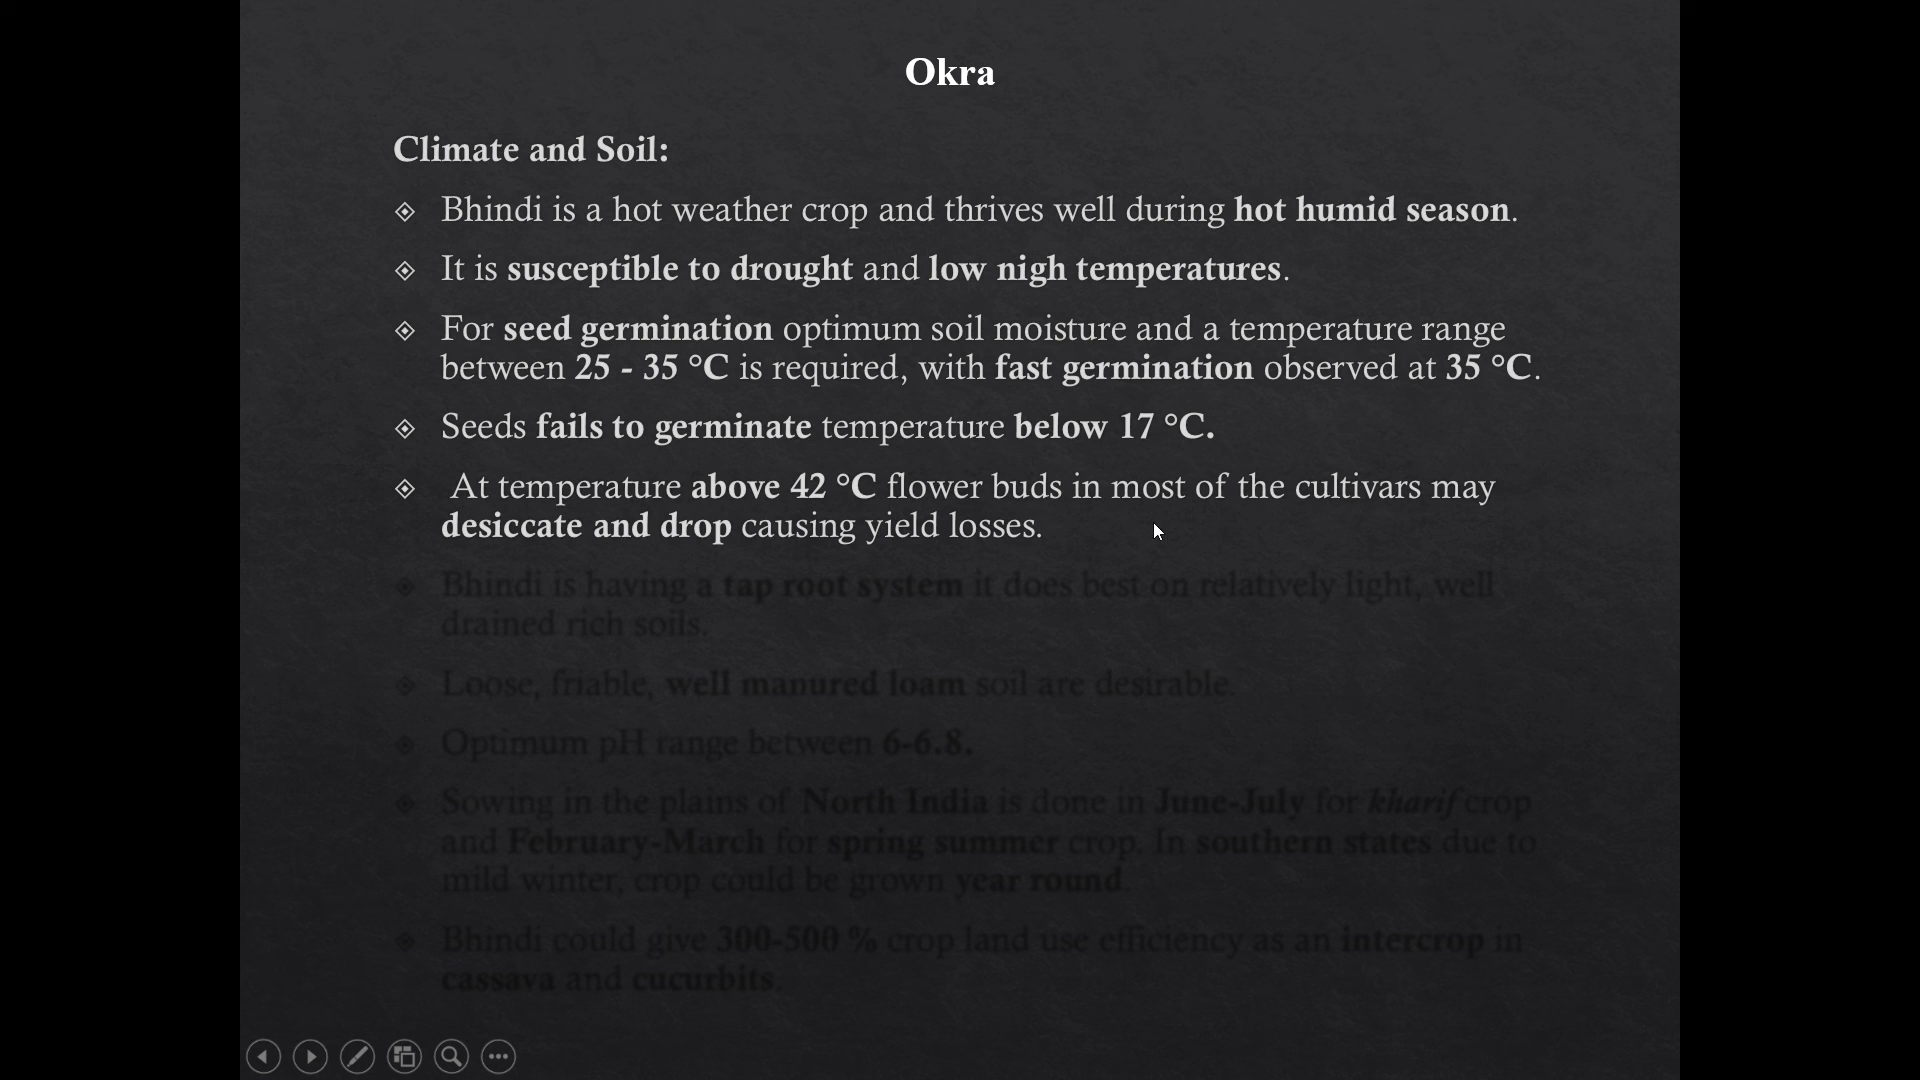 Okra
Climate and Soil:
Bhindi is a hot weather crop and thrives well during hot humid season.
It is susceptible to drought and low nigh temperatures.
For seed germination optimum soil moisture and a temperature range
between 25 - 35 °C is required, with fast germination observed at 35 °C.
Seeds fails to germinate temperature below 17 °C.
At temperature above 42 °C flower buds in most of the cultivars may
desiccate and drop causing yield losses.
Bhindi is having a tap root system it does best on relatively light, well
drained rich soils.
Loose, friable, well manured loam soil are desirable.
Optimum pH range between 6-6.8.
Sowing in the plains of North India is done in June-July for kharif crop
and February-March for spring summer crop. In southern states due to
mild winter, crop could be grown year round.
Bhindi could give 300-500 % crop land use efficiency as an intercrop in
cassava and cucurbits.